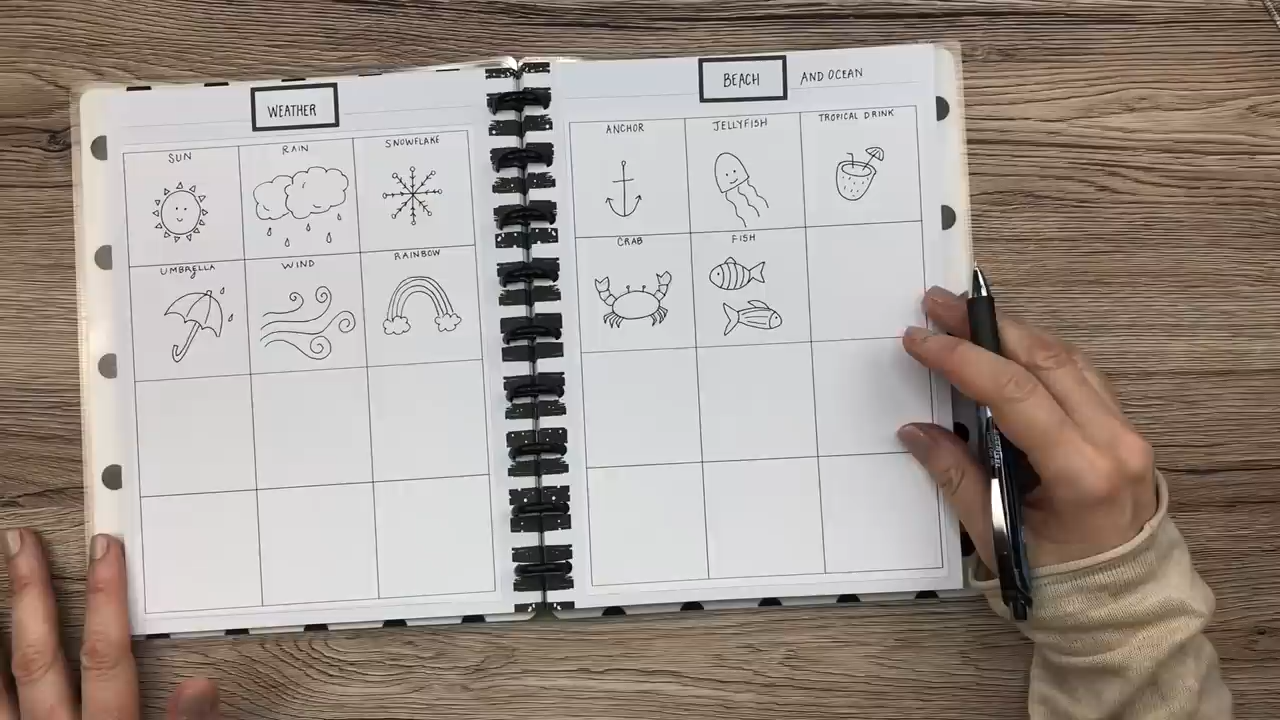 WEATHER
SUN
RAIN
SNOWFLAKE
UMBRELLA
WIND
RAINBOW
BEACH AND OCEAN
ANCHOR
JELLYFISH
TROPICAL DRINK
CRAB
FISH